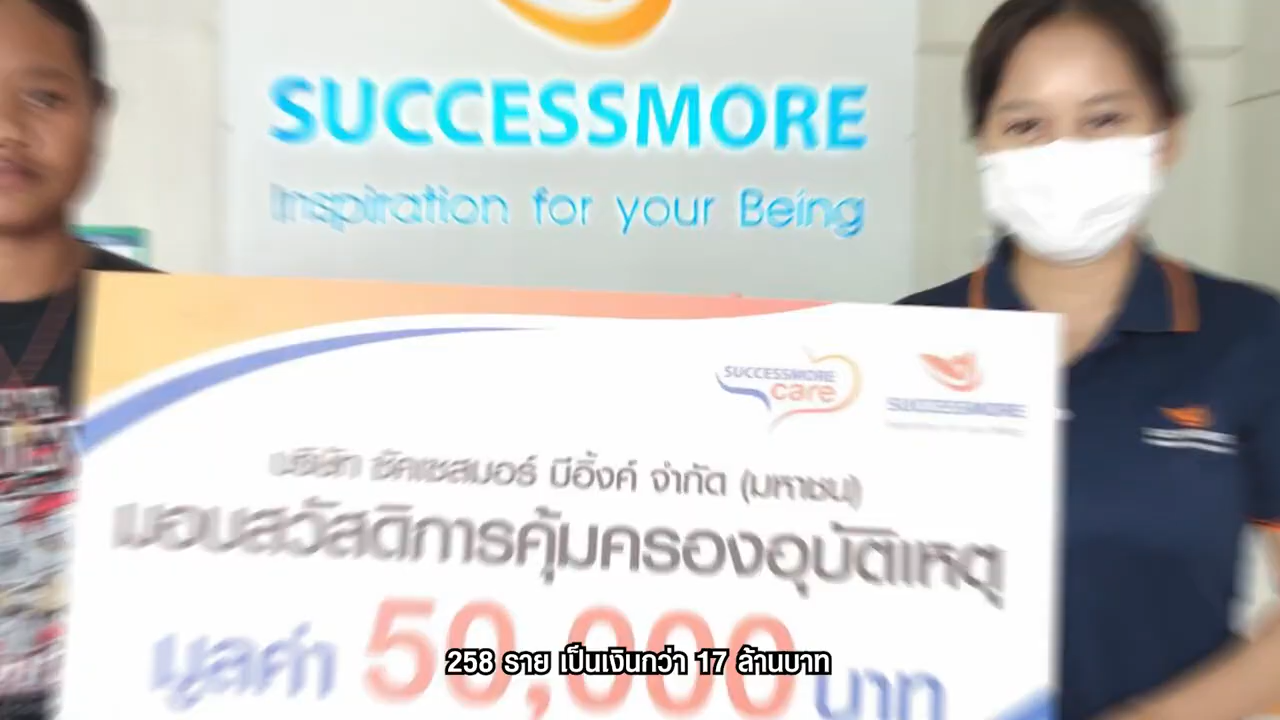 SUCCESSMORE
Inspiration for your Being
SUCCESSMORE
care
SUCCESSMORE
บริษัท ซัคเซสมอร์ บีอิ้งค์ จำกัด (มหาชน)
มอบสวัสดิการคุ้มครองอุบัติเหตุ
มูลค่า 50,000 บาท
258 ราย เป็นเงินกว่า 17 ล้านบาท